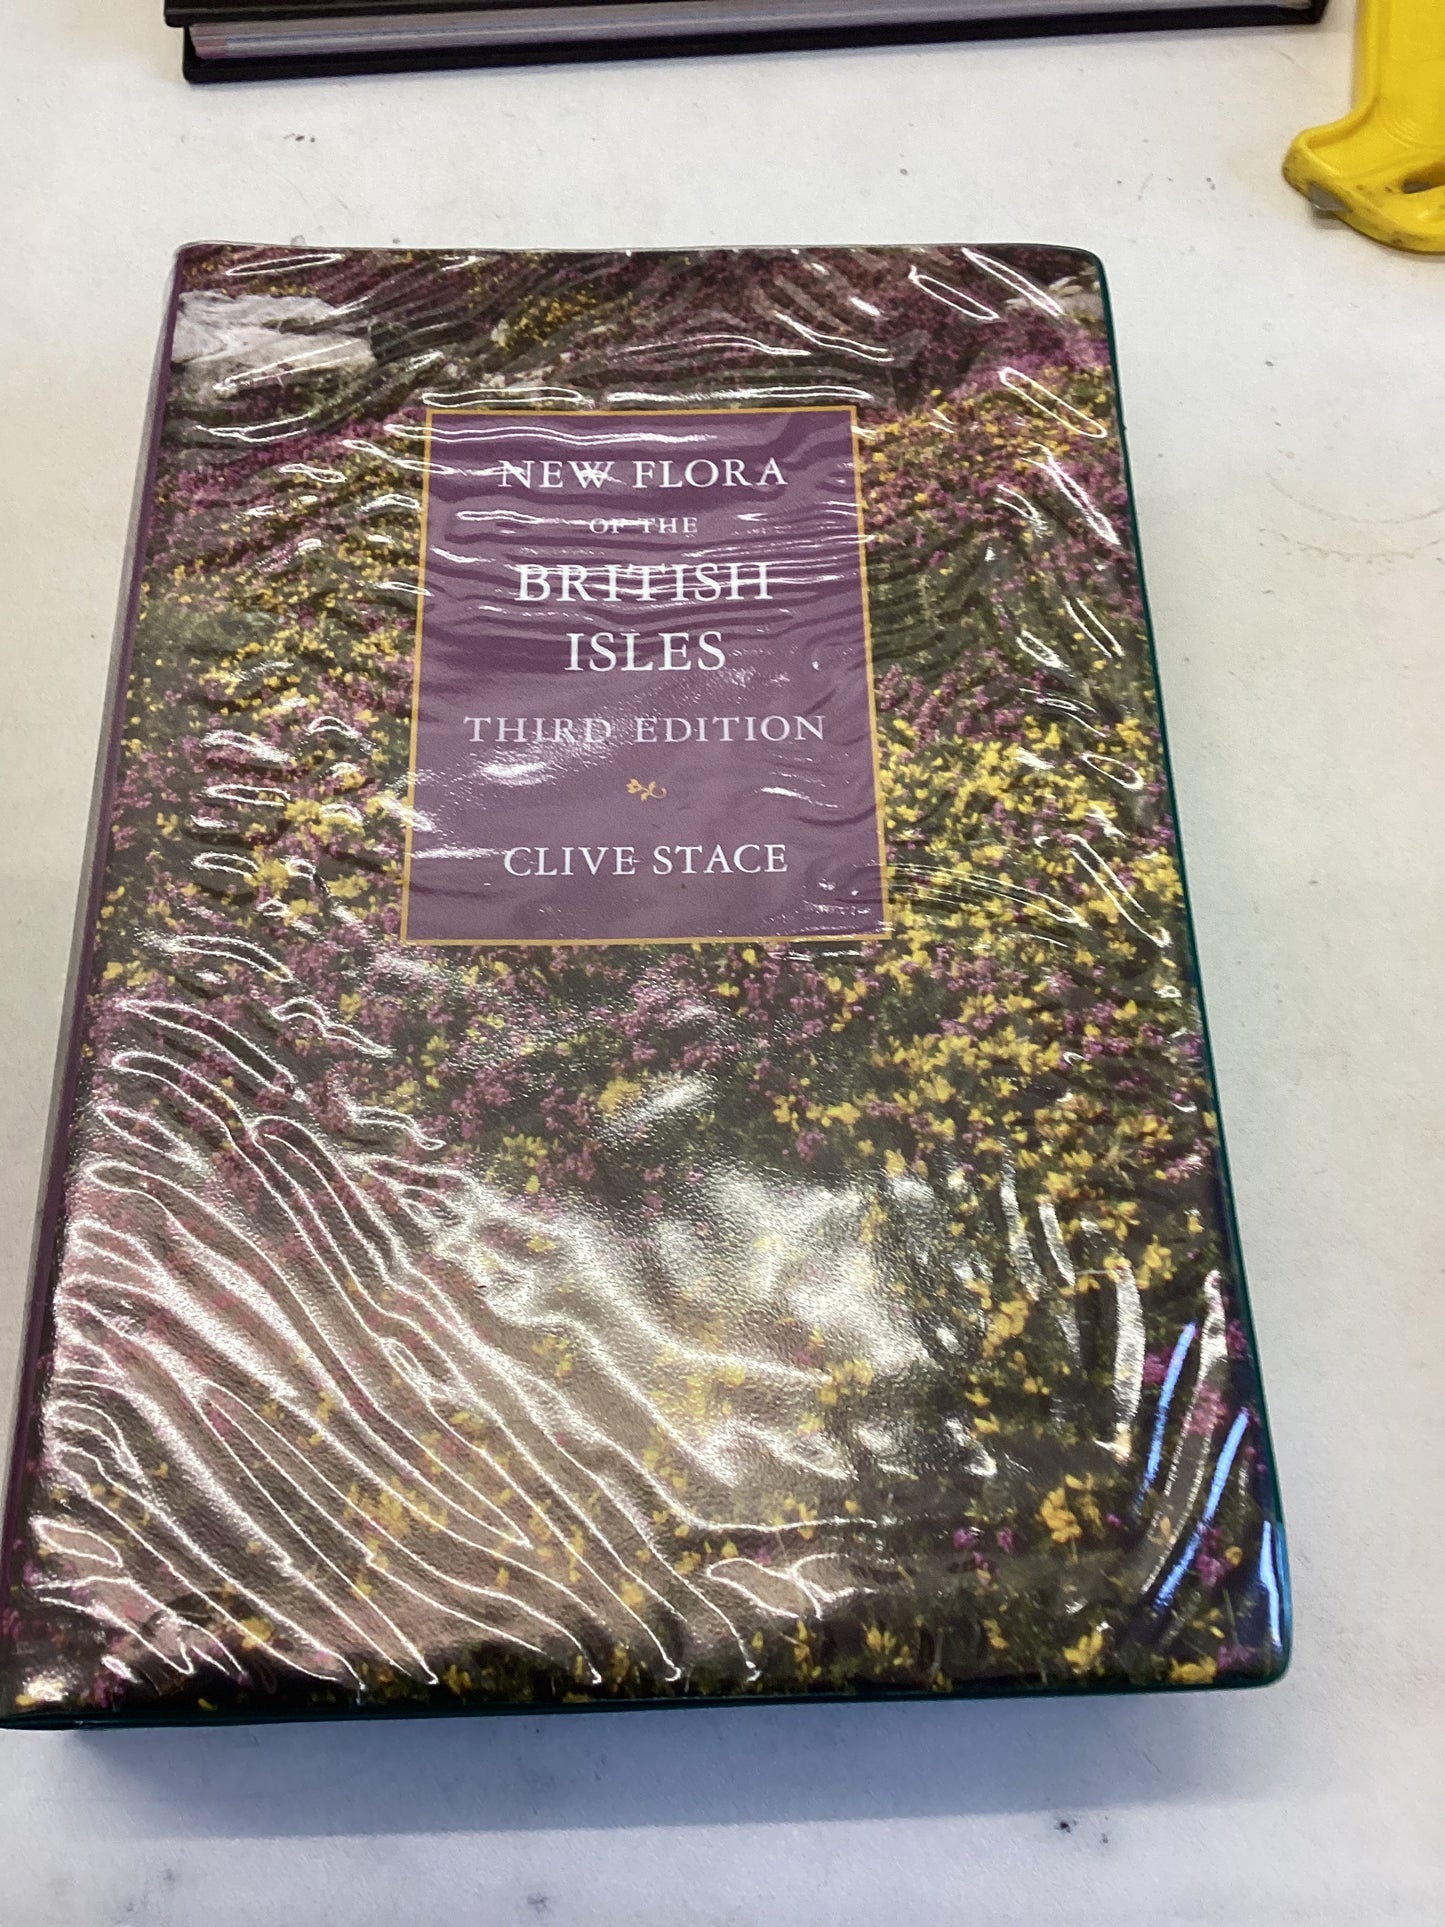 NEW FLORA
OF THE
BRITISH
ISLES
THIRD EDITION
CLIVE STACE